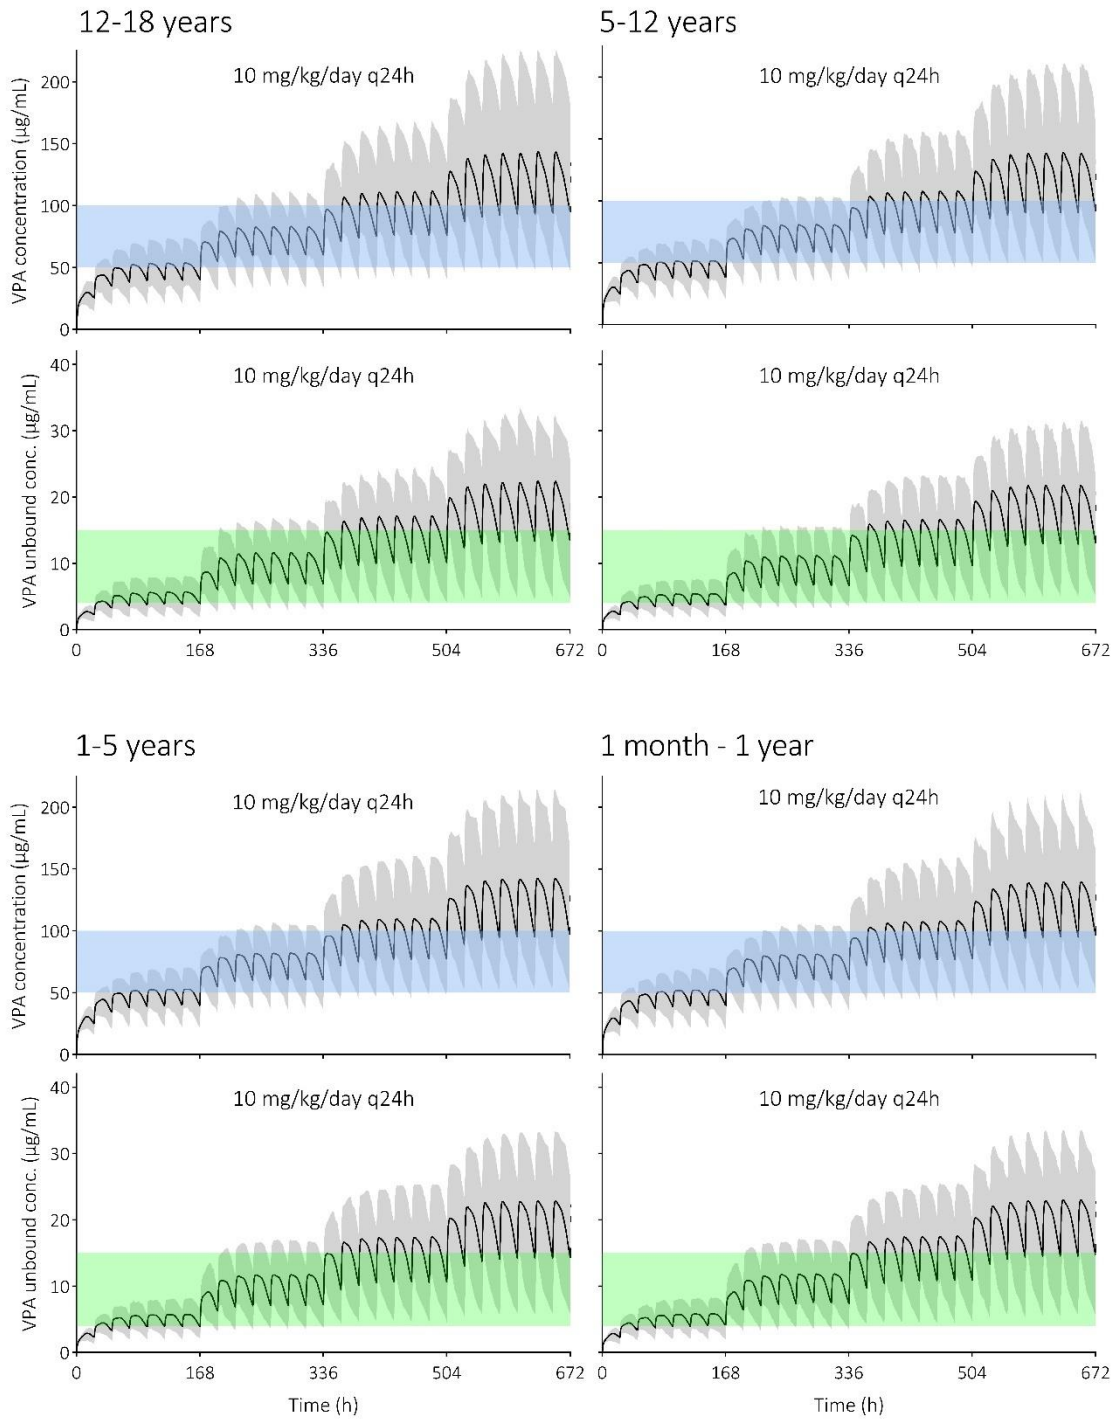 12-18 years
5-12 years
10 mg/kg/day q24h
10 mg/kg/day q24h
VPA concentration (µg/mL)
200
150
100
50
0
10 mg/kg/day q24h
10 mg/kg/day q24h
VPA unbound conc. (µg/mL)
40
30
20
10
0
0 168 336 504 672
0 168 336 504 672
1-5 years
1 month - 1 year
10 mg/kg/day q24h
10 mg/kg/day q24h
VPA concentration (µg/mL)
200
150
100
50
0
10 mg/kg/day q24h
10 mg/kg/day q24h
VPA unbound conc. (µg/mL)
40
30
20
10
0
0 168 336 504 672
0 168 336 504 672
Time (h)
Time (h)